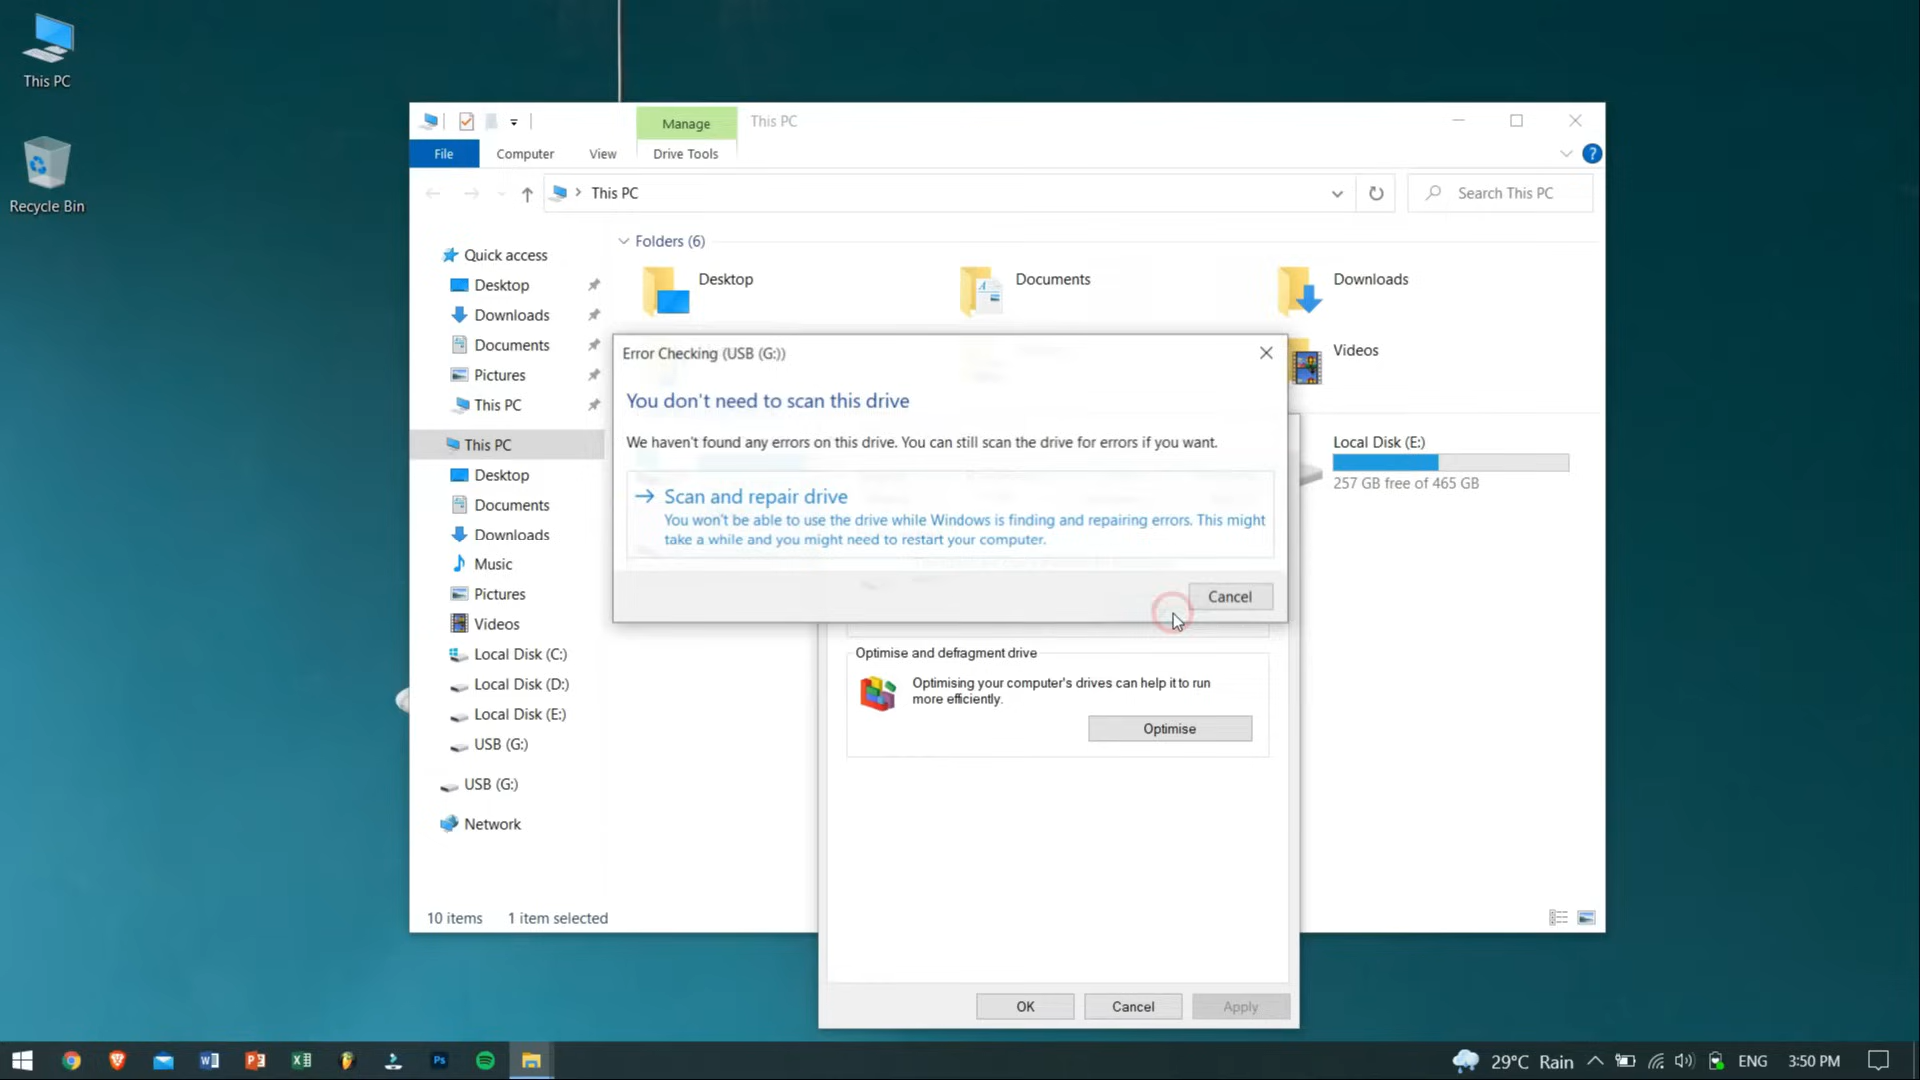 This PC
Recycle Bin
Manage
This PC
File
Computer
View
Drive Tools
?
This PC
Search This PC
Quick access
Desktop
Downloads
Documents
Pictures
This PC
This PC
Desktop
Documents
Downloads
Music
Pictures
Videos
Local Disk (C:)
Local Disk (D:)
Local Disk (E:)
USB (G:)
USB (G:)
Network
Folders (6)
Desktop
Documents
Downloads
Videos
Local Disk (E:)
257 GB free of 465 GB
Error Checking (USB (G:))
You don't need to scan this drive
We haven't found any errors on this drive. You can still scan the drive for errors if you want.
Scan and repair drive
You won't be able to use the drive while Windows is finding and repairing errors. This might
take a while and you might need to restart your computer.
Cancel
Optimise and defragment drive
Optimising your computer's drives can help it to run
more efficiently.
Optimise
10 items
1 item selected
OK
Cancel
Apply
Ps
29°C Rain
ENG
3:50 PM